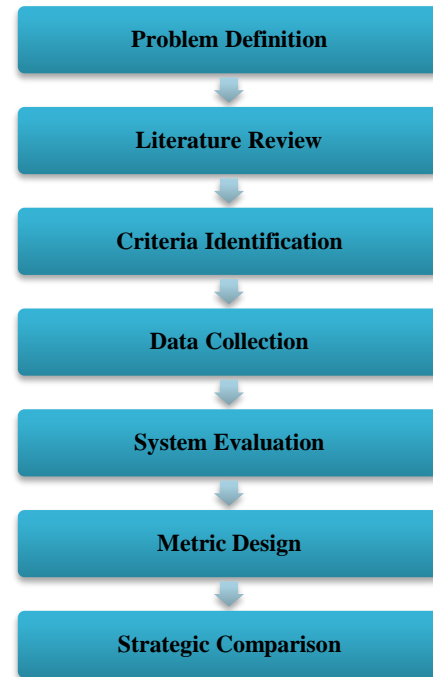 Problem Definition
Literature Review
Criteria Identification
Data Collection
System Evaluation
Metric Design
Strategic Comparison